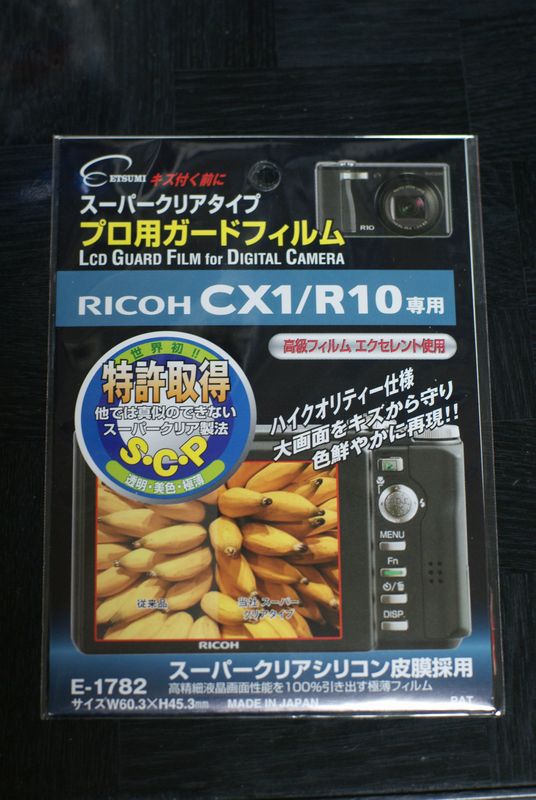 ETSUMI キズ付く前に
スーパークリアタイプ
プロ用ガードフィルム
LCD GUARD FILM for DIGITAL CAMERA
R10
RICOH CX1/R10専用
高級フィルム エクセレント使用
世界初!!
特許取得
他では真似のできない
スーパークリア製法
S・C・P
透明・美色・極薄
ハイクオリティー仕様
大画面をキズから守り
色鮮やかに再現!!
MENU
Fn
DISP.
従来品
当社 スーパー
クリアタイプ
RICOH
スーパークリアシリコン皮膜採用
E-1782
高精細液晶画面性能を100%引き出す極薄フィルム
サイズW60.3×H45.3mm
MADE IN JAPAN
PAT.